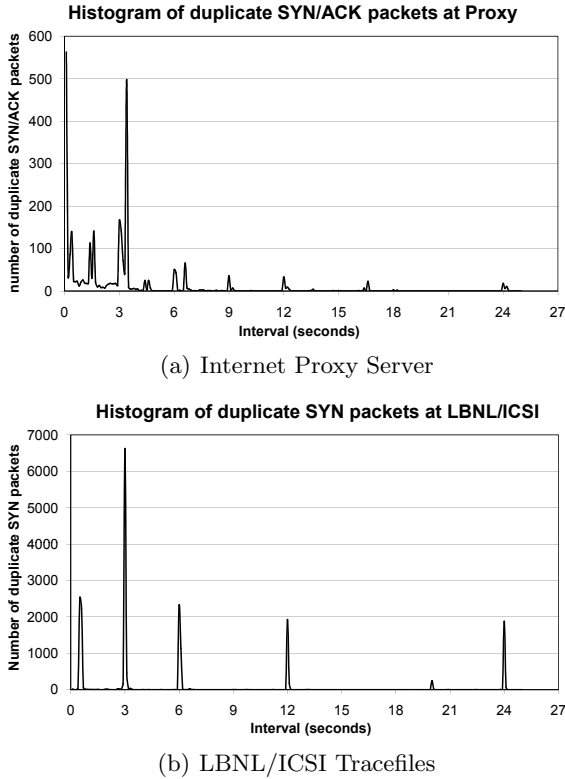 Histogram of duplicate SYN/ACK packets at Proxy
number of duplicate SYN/ACK packets
600
500
400
300
200
100
0
0 3 6 9 12 15 18 21 24 27
Interval (seconds)
(a) Internet Proxy Server
Histogram of duplicate SYN packets at LBNL/ICSI
Number of duplicate SYN packets
7000
6000
5000
4000
3000
2000
1000
0
0 3 6 9 12 15 18 21 24 27
Interval (seconds)
(b) LBNL/ICSI Tracefiles